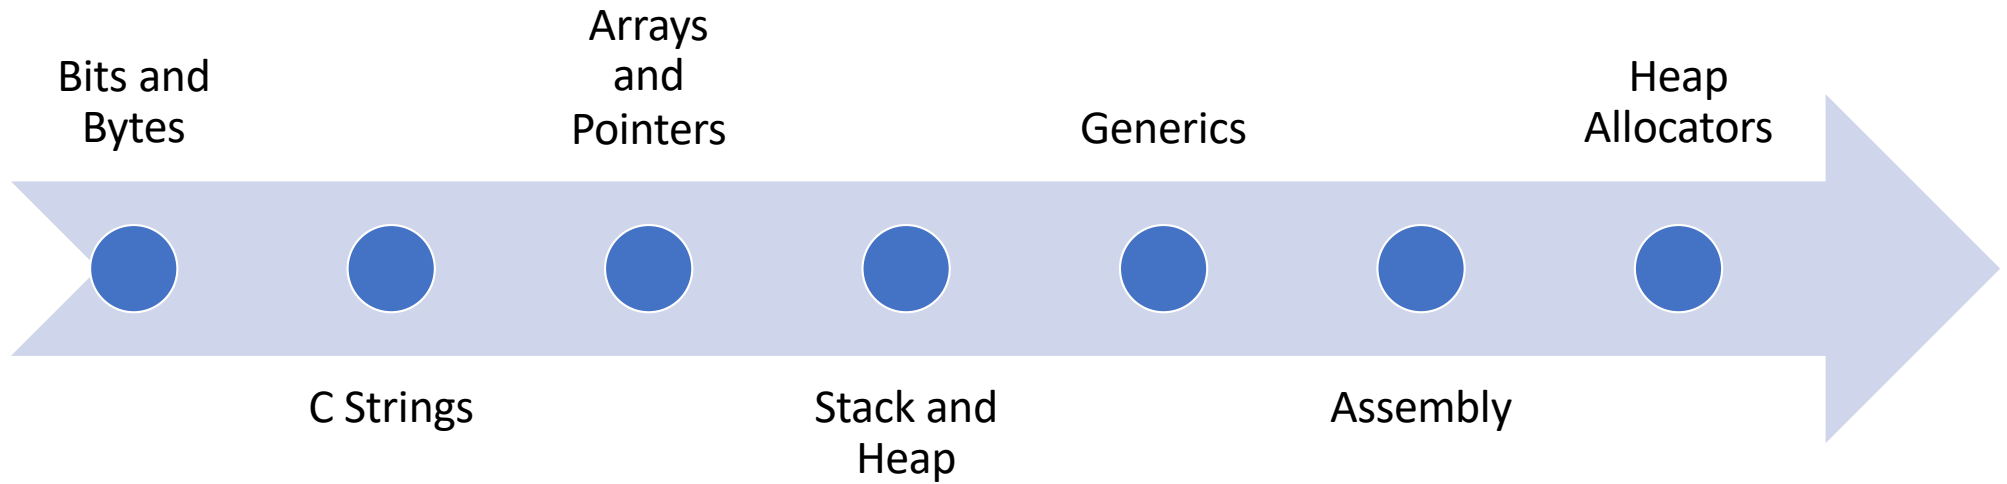 Bits and
Bytes
C Strings
Arrays
and
Pointers
Stack and
Heap
Generics
Assembly
Heap
Allocators